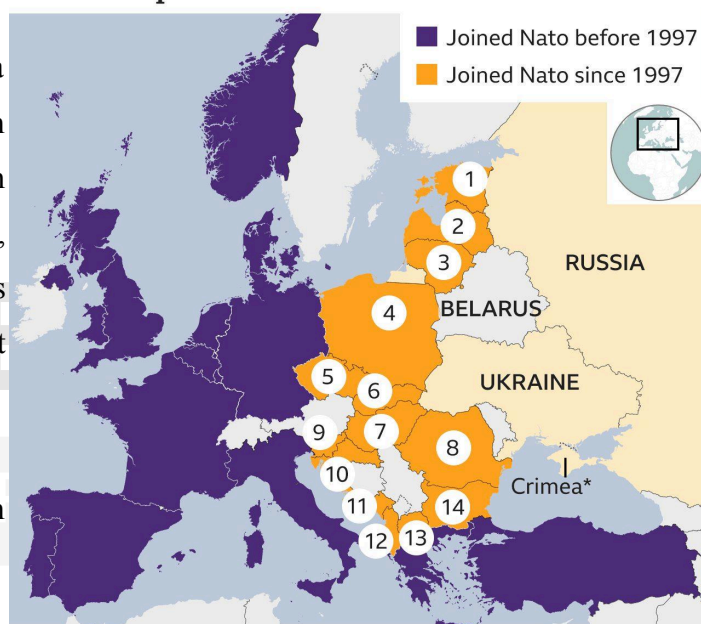 Joined Nato before 1997
Joined Nato since 1997
1
2
3
RUSSIA
4
BELARUS
5
6
UKRAINE
9
7
8
10
Crimea*
11
14
12
13